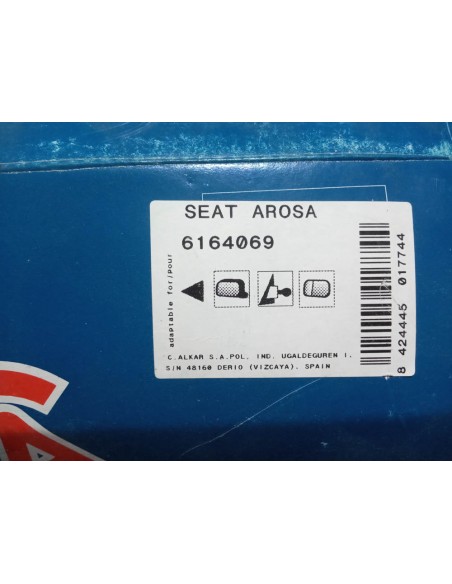 SEAT AROSA
6164069
adaptable for/Pour
C.ALKAR S.A.POL. IND. UGALDEGUREN I.
S/N 48160 DERIO (VIZCAYA). SPAIN
8 424445 017744